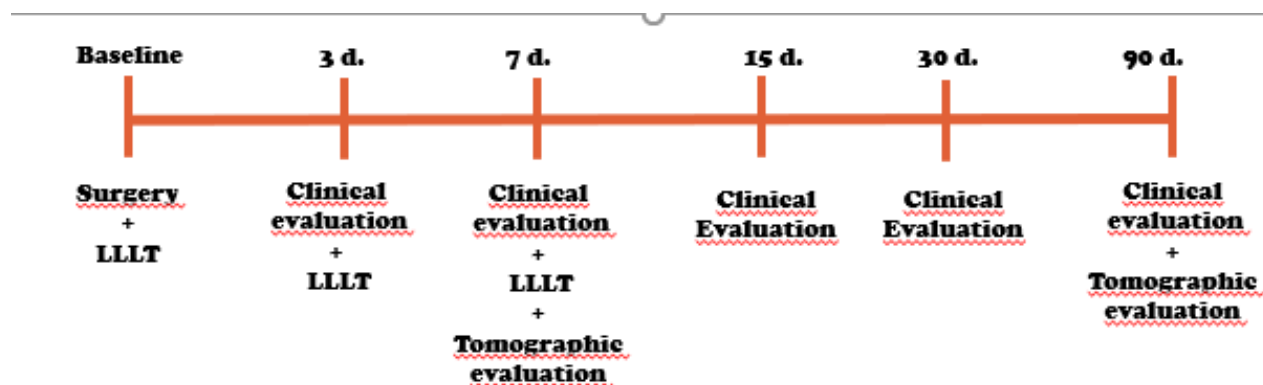 Baseline
3 d.
7 d.
15 d.
30 d.
90 d.
Surgery
+
LLLT
Clinical
evaluation
+
LLLT
Clinical
evaluation
+
LLLT
+
Tomographic
evaluation
Clinical
Evaluation
Clinical
Evaluation
Clinical
evaluation
+
Tomographic
evaluation